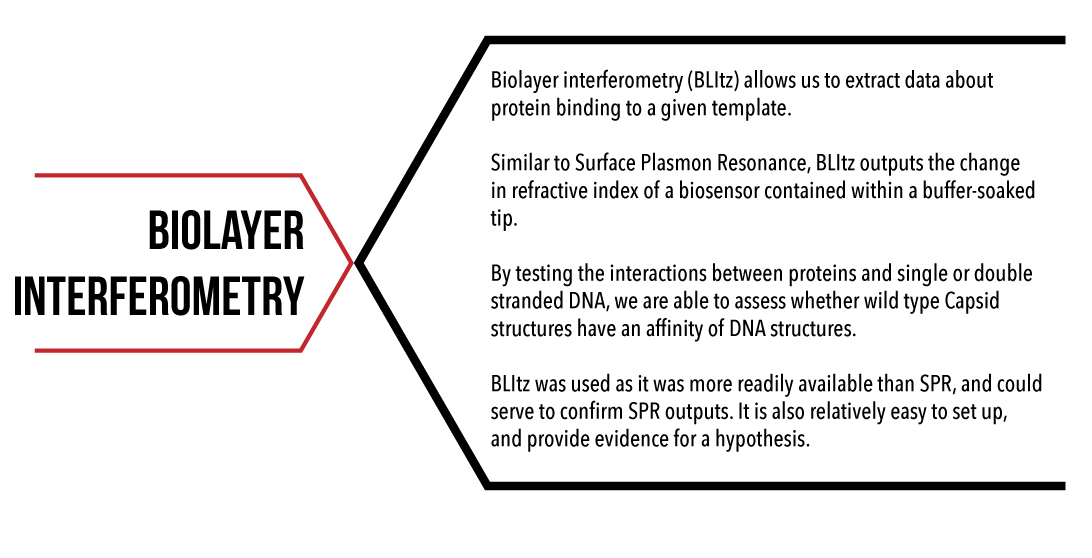 BIOLAYER
INTERFEROMETRY
Biolayer interferometry (BLItz) allows us to extract data about
protein binding to a given template.
Similar to Surface Plasmon Resonance, BLItz outputs the change
in refractive index of a biosensor contained within a buffer-soaked
tip.
By testing the interactions between proteins and single or double
stranded DNA, we are able to assess whether wild type Capsid
structures have an affinity of DNA structures.
BLItz was used as it was more readily available than SPR, and could
serve to confirm SPR outputs. It is also relatively easy to set up,
and provide evidence for a hypothesis.